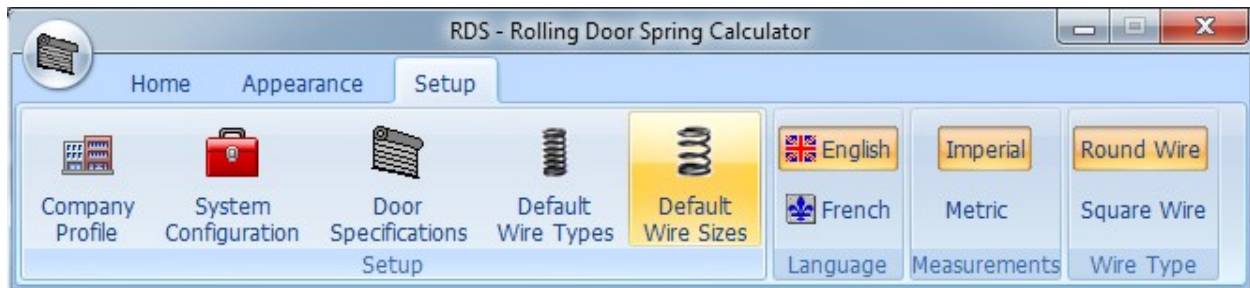 RDS - Rolling Door Spring Calculator
Home Appearance Setup
Company Profile
System Configuration
Door Specifications
Default Wire Types
Default Wire Sizes
Setup
English
French
Language
Imperial
Metric
Measurements
Round Wire
Square Wire
Wire Type